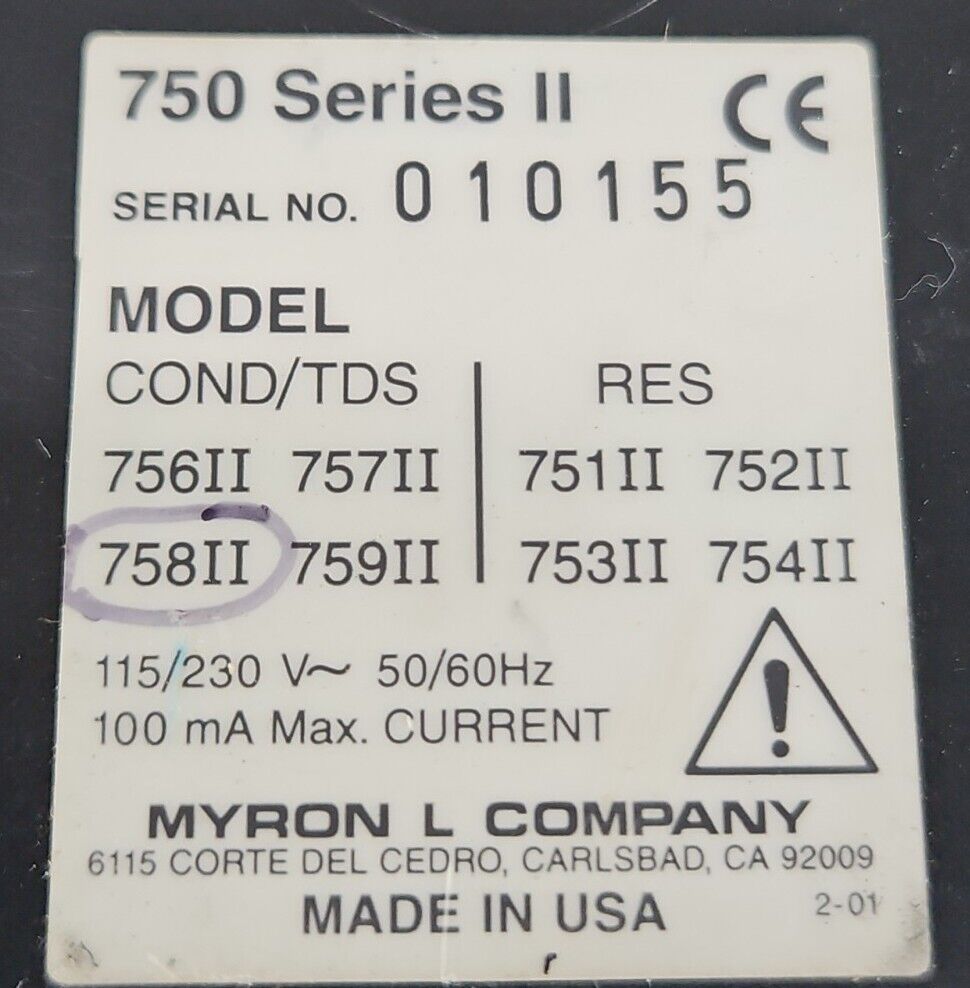 750 Series II CE
SERIAL NO. 010155
MODEL
COND/TDS RES
756II 757II 751II 752II
758II 759II 753II 754II
115/230 V~ 50/60Hz
100 mA Max. CURRENT
!
MYRON L COMPANY
6115 CORTE DEL CEDRO, CARLSBAD, CA 92009
MADE IN USA 2-01